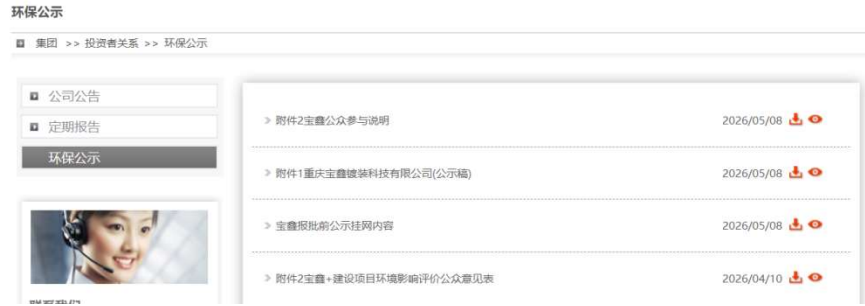 环保公示
集团 >> 投资者关系 >> 环保公示
公司公告
定期报告
环保公示
» 附件2宝鑫公众参与说明 2026/05/08
» 附件1重庆宝鑫镀装科技有限公司(公示稿) 2026/05/08
» 宝鑫报批前公示挂网内容 2026/05/08
» 附件2宝鑫+建设项目环境影响评价公众意见表 2026/04/10